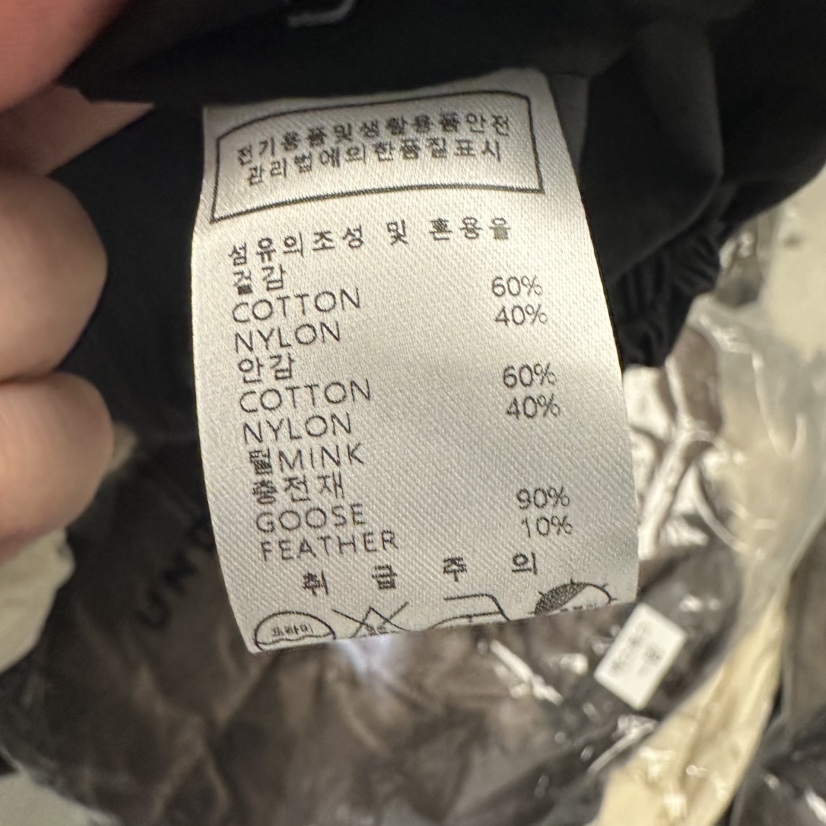 전기용품및생활용품안전
관리법에의한품질표시
섬유의조성 및 혼용율
겉감
COTTON 60%
NYLON 40%
안감
COTTON 60%
NYLON 40%
털MINK
충전재
GOOSE 90%
FEATHER 10%
취 급 주 의
드라이